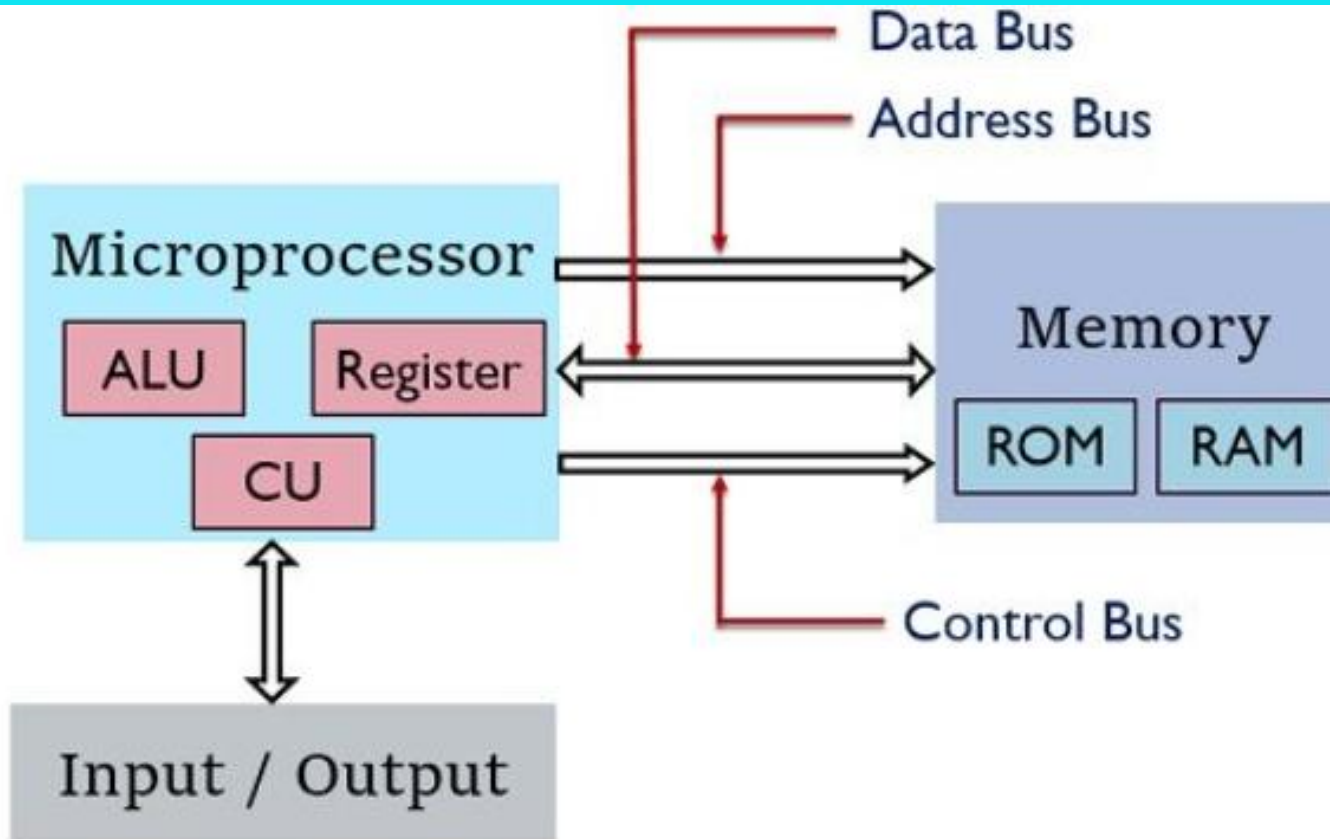 Data Bus
Address Bus
Microprocessor
Memory
ALU
Register
CU
ROM
RAM
Control Bus
Input / Output